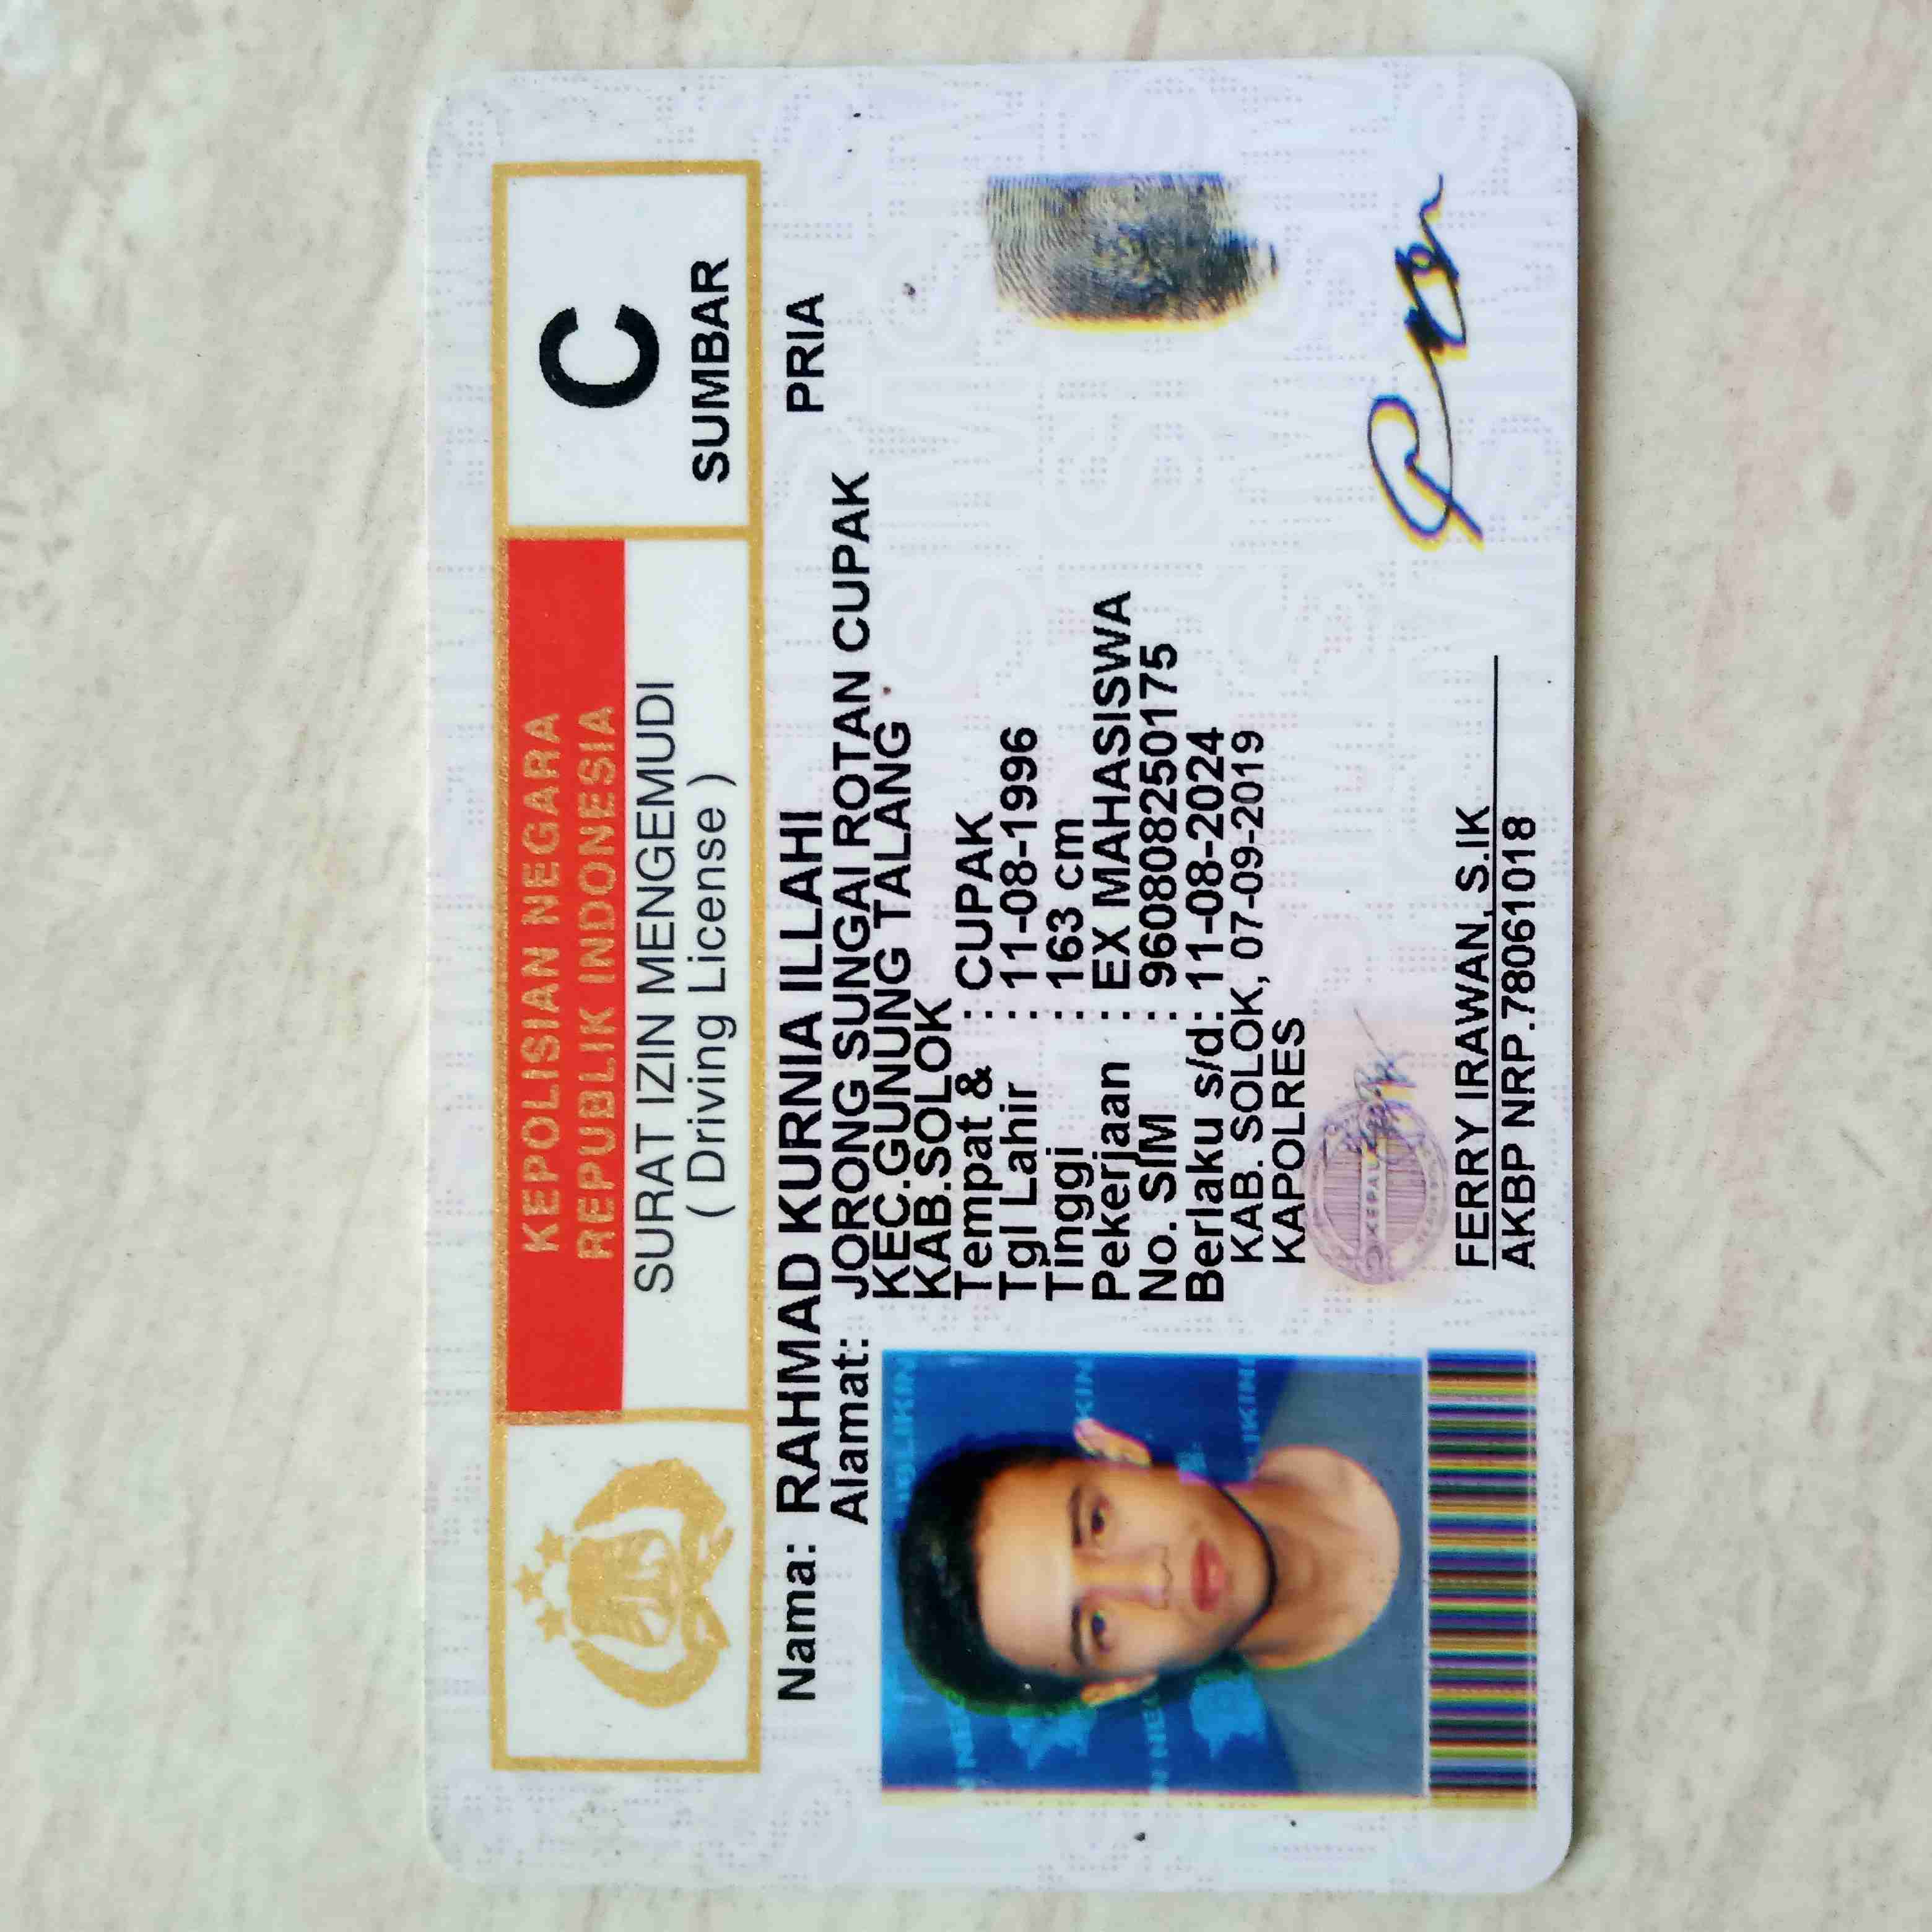 KEPOLISIAN NEGARA
REPUBLIK INDONESIA
SURAT IZIN MENGEMUDI
( Driving License )
C
SUMBAR
Nama: RAHMAD KURNIA ILLAHI PRIA
Alamat: JORONG SUNGAI ROTAN CUPAK
KEC.GUNUNG TALANG
KAB.SOLOK
Tempat & : CUPAK
Tgl Lahir : 11-08-1996
Tinggi : 163 cm
Pekerjaan : EX MAHASISWA
No. SIM : 960808250175
Berlaku s/d: 11-08-2024
KAB. SOLOK, 07-09-2019
KAPOLRES
KEPALA
FERRY IRAWAN, S.IK
AKBP NRP.78061018